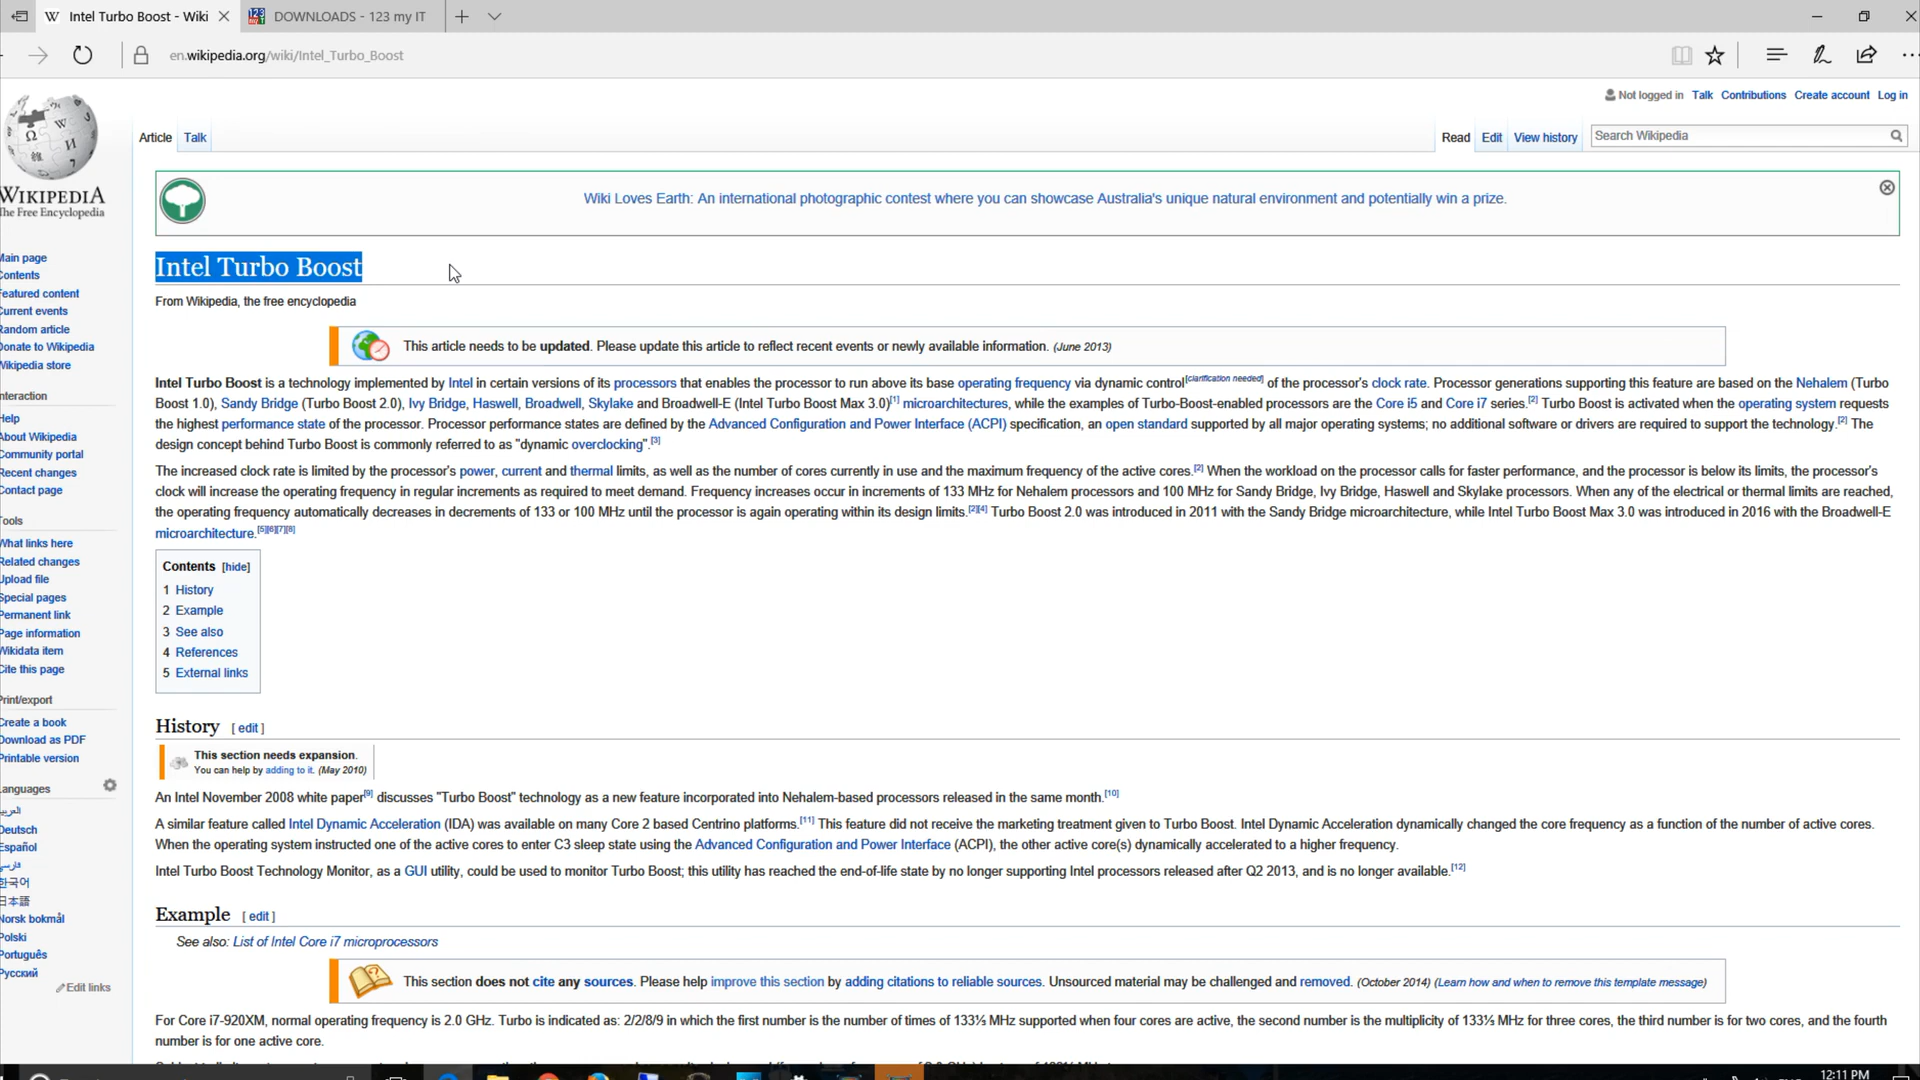 Intel Turbo Boost - Wiki
DOWNLOADS - 123 my IT
en.wikipedia.org/wiki/Intel_Turbo_Boost
Not logged in Talk Contributions Create account Log in
Article Talk
Read Edit View history Search Wikipedia
WIKIPEDIA
The Free Encyclopedia
Wiki Loves Earth: An international photographic contest where you can showcase Australia's unique natural environment and potentially win a prize.
Main page
Contents
Featured content
Current events
Random article
Donate to Wikipedia
Wikipedia store
Interaction
Help
About Wikipedia
Community portal
Recent changes
Contact page
Tools
What links here
Related changes
Upload file
Special pages
Permanent link
Page information
Wikidata item
Cite this page
Print/export
Create a book
Download as PDF
Printable version
Languages
العربية
Deutsch
Español
فارسی
한국어
日本語
Norsk bokmål
Polski
Português
Русский
Edit links
Intel Turbo Boost
From Wikipedia, the free encyclopedia
This article needs to be updated. Please update this article to reflect recent events or newly available information. (June 2013)
Intel Turbo Boost is a technology implemented by Intel in certain versions of its processors that enables the processor to run above its base operating frequency via dynamic control[clarification needed] of the processor's clock rate. Processor generations supporting this feature are based on the Nehalem (Turbo
Boost 1.0), Sandy Bridge (Turbo Boost 2.0), Ivy Bridge, Haswell, Broadwell, Skylake and Broadwell-E (Intel Turbo Boost Max 3.0)[1] microarchitectures, while the examples of Turbo-Boost-enabled processors are the Core i5 and Core i7 series.[2] Turbo Boost is activated when the operating system requests
the highest performance state of the processor. Processor performance states are defined by the Advanced Configuration and Power Interface (ACPI) specification, an open standard supported by all major operating systems; no additional software or drivers are required to support the technology.[2] The
design concept behind Turbo Boost is commonly referred to as "dynamic overclocking".[3]
The increased clock rate is limited by the processor's power, current and thermal limits, as well as the number of cores currently in use and the maximum frequency of the active cores.[2] When the workload on the processor calls for faster performance, and the processor is below its limits, the processor's
clock will increase the operating frequency in regular increments as required to meet demand. Frequency increases occur in increments of 133 MHz for Nehalem processors and 100 MHz for Sandy Bridge, Ivy Bridge, Haswell and Skylake processors. When any of the electrical or thermal limits are reached,
the operating frequency automatically decreases in decrements of 133 or 100 MHz until the processor is again operating within its design limits.[2][4] Turbo Boost 2.0 was introduced in 2011 with the Sandy Bridge microarchitecture, while Intel Turbo Boost Max 3.0 was introduced in 2016 with the Broadwell-E
microarchitecture.[5][6][7][8]
Contents [hide]
1 History
2 Example
3 See also
4 References
5 External links
History [ edit ]
This section needs expansion.
You can help by adding to it. (May 2010)
An Intel November 2008 white paper[9] discusses "Turbo Boost" technology as a new feature incorporated into Nehalem-based processors released in the same month.[10]
A similar feature called Intel Dynamic Acceleration (IDA) was available on many Core 2 based Centrino platforms.[11] This feature did not receive the marketing treatment given to Turbo Boost. Intel Dynamic Acceleration dynamically changed the core frequency as a function of the number of active cores.
When the operating system instructed one of the active cores to enter C3 sleep state using the Advanced Configuration and Power Interface (ACPI), the other active core(s) dynamically accelerated to a higher frequency.
Intel Turbo Boost Technology Monitor, as a GUI utility, could be used to monitor Turbo Boost; this utility has reached the end-of-life state by no longer supporting Intel processors released after Q2 2013, and is no longer available.[12]
Example [ edit ]
See also: List of Intel Core i7 microprocessors
This section does not cite any sources. Please help improve this section by adding citations to reliable sources. Unsourced material may be challenged and removed. (October 2014) (Learn how and when to remove this template message)
For Core i7-920XM, normal operating frequency is 2.0 GHz. Turbo is indicated as: 2/2/8/9 in which the first number is the number of times of 133⅓ MHz supported when four cores are active, the second number is the multiplicity of 133⅓ MHz for three cores, the third number is for two cores, and the fourth
number is for one active core.
12:11 PM